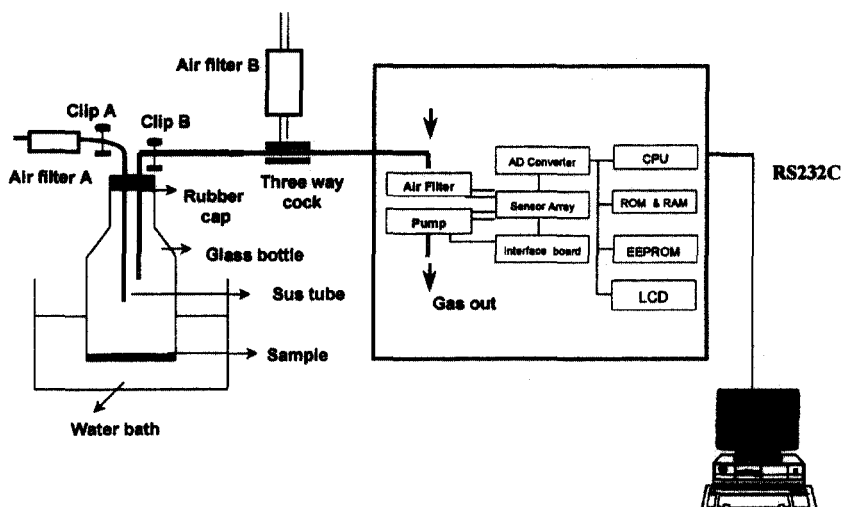 Air filter B
Clip A
Clip B
Air filter A
Three way
cock
Rubber
cap
Glass bottle
Sus tube
Sample
Water bath
AD Converter
CPU
Air Filter
Sensor Array
ROM & RAM
Pump
Interface board
EEPROM
LCD
Gas out
RS232C